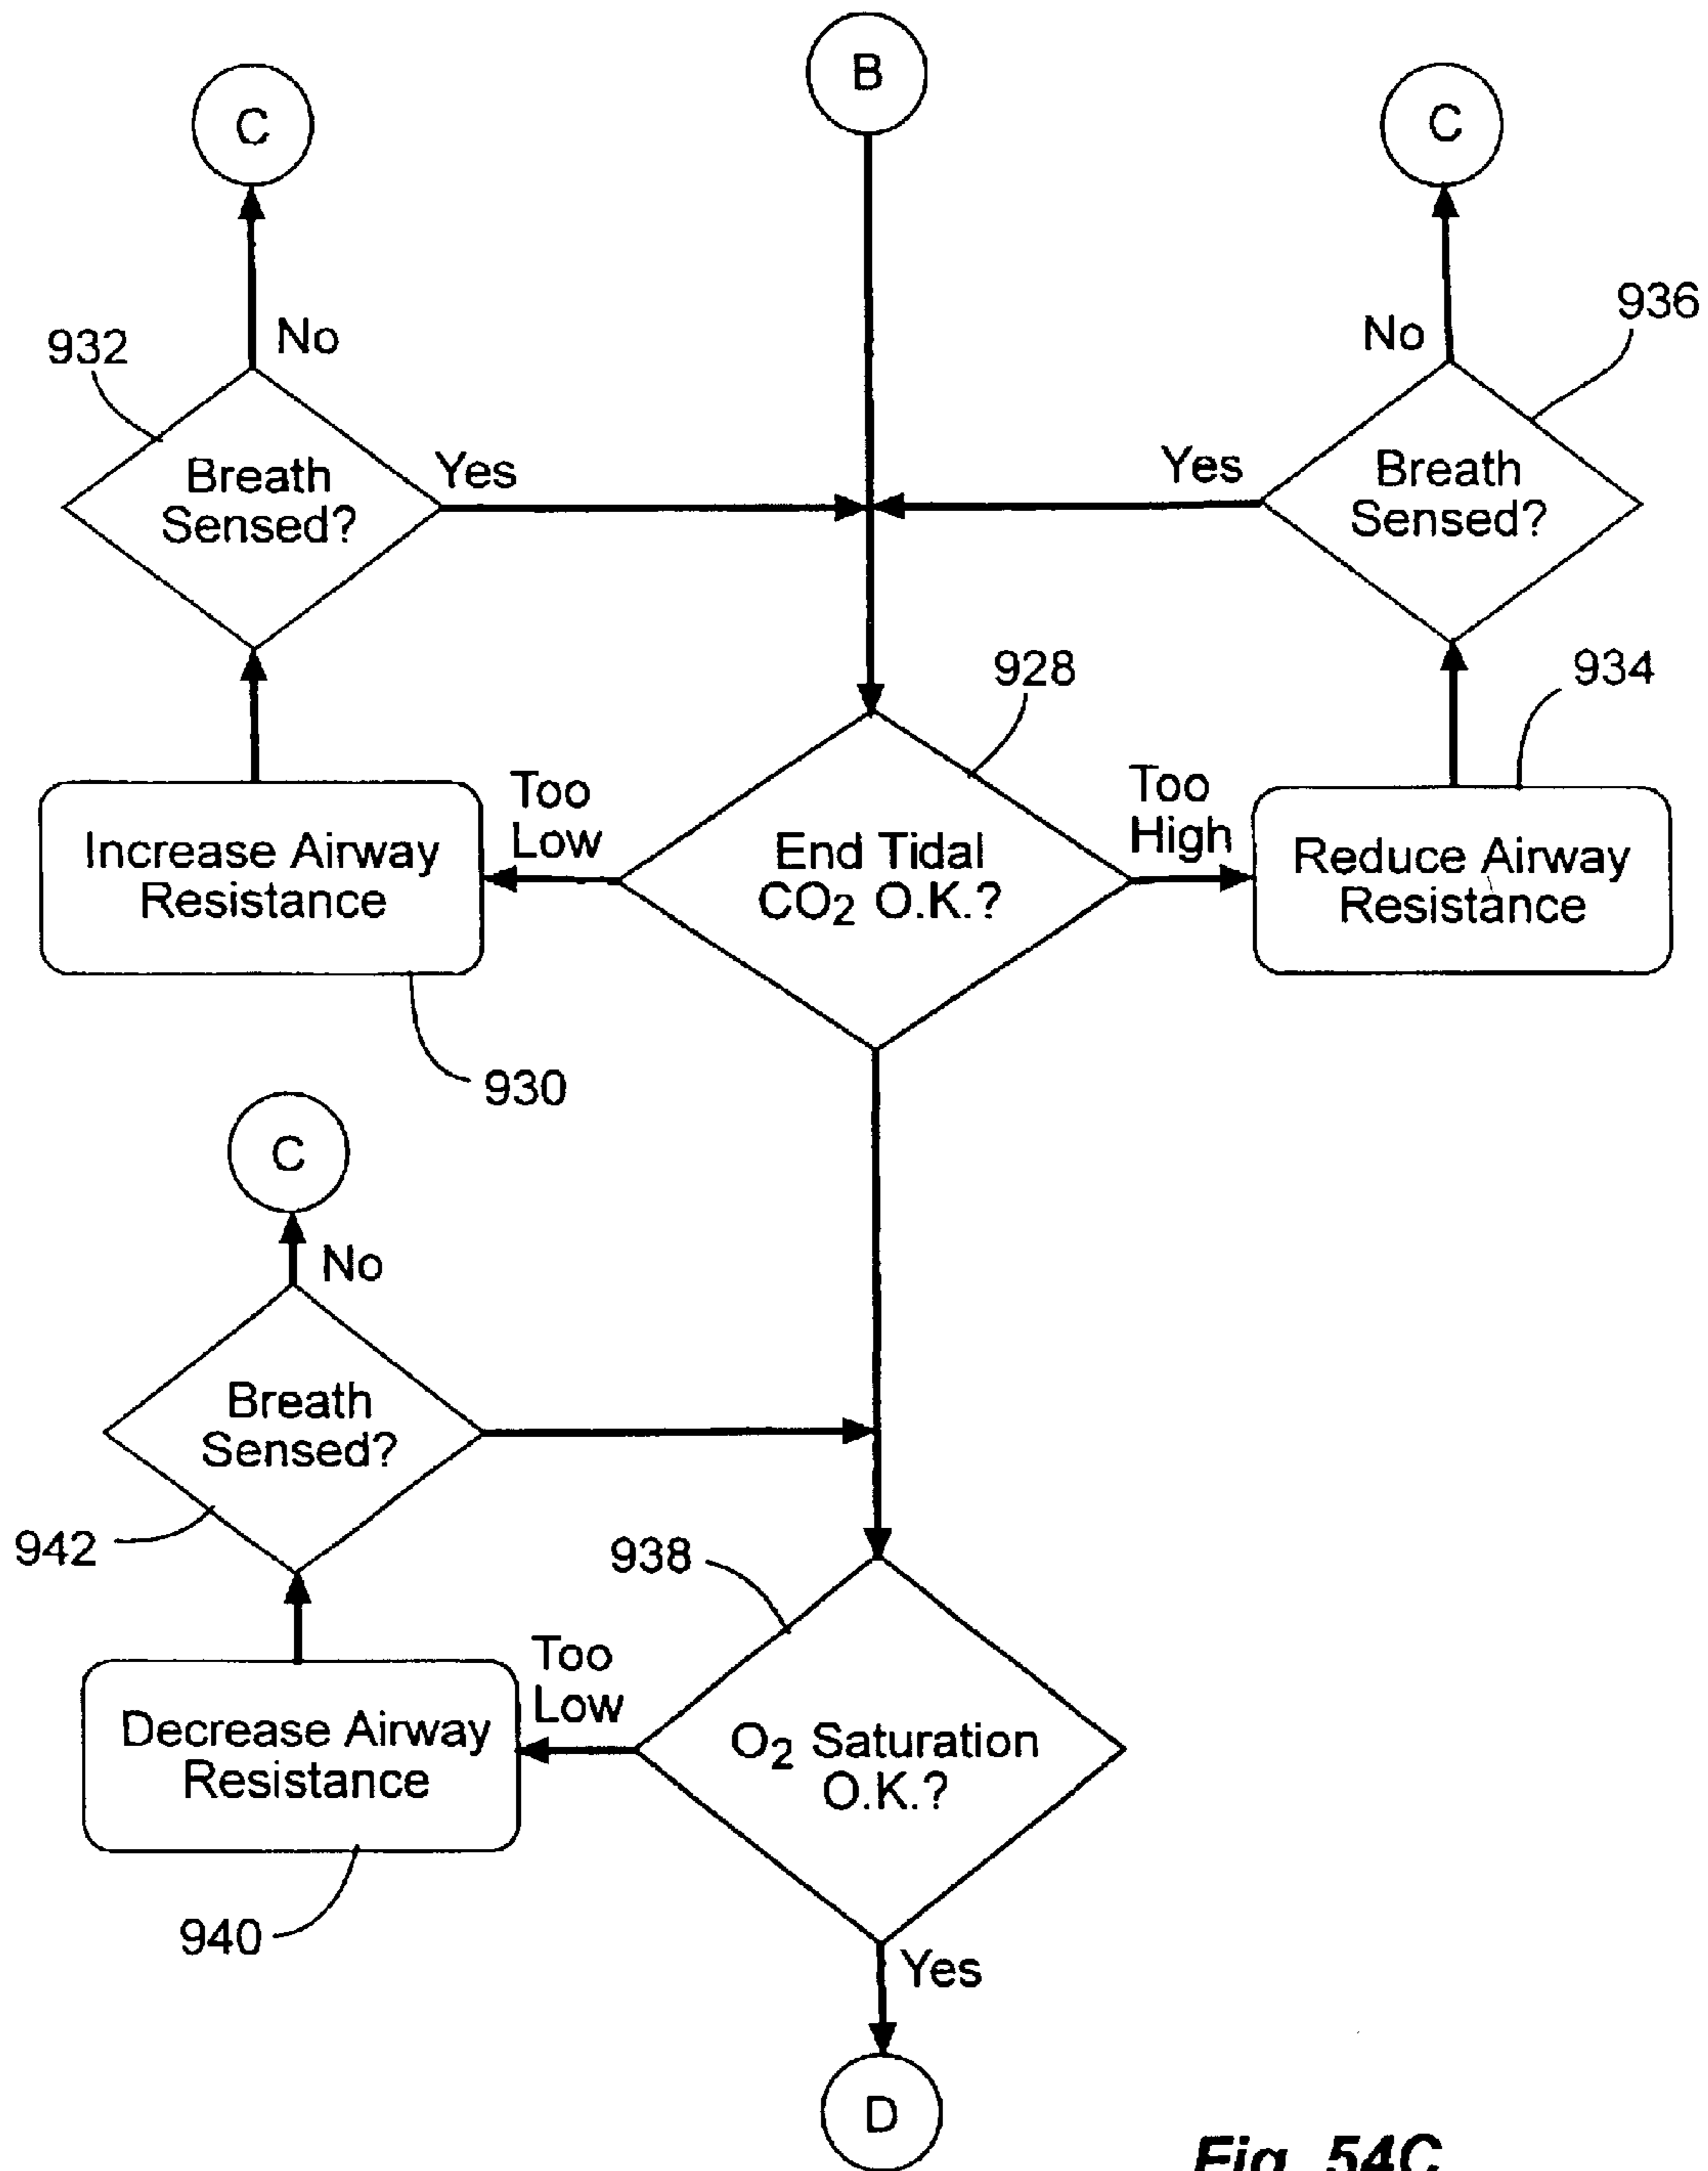 B
C
C
936
932
No
No
Breath
Sensed?
Yes
Yes
Breath
Sensed?
928
934
Increase Airway
Resistance
Too
Low
End Tidal
CO₂ O.K.?
Too
High
Reduce Airway
Resistance
930
C
No
Breath
Sensed?
942
938
Decrease Airway
Resistance
Too
Low
O₂ Saturation
O.K.?
940
Yes
D
Fig. 54C